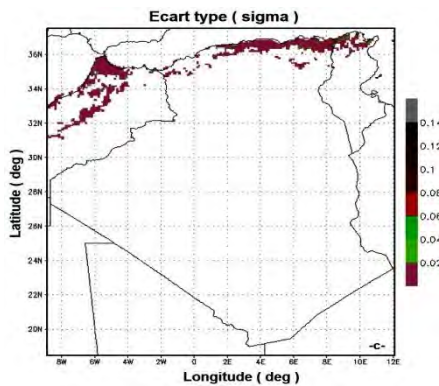 Ecart type ( sigma )
36N
34N
32N
30N
28N
26N
24N
22N
20N
Latitude ( deg )
8W 6W 4W 2W 0 2E 4E 6E 8E 10E 12E
Longitude ( deg )
-c-
0.14
0.12
0.1
0.08
0.06
0.04
0.02